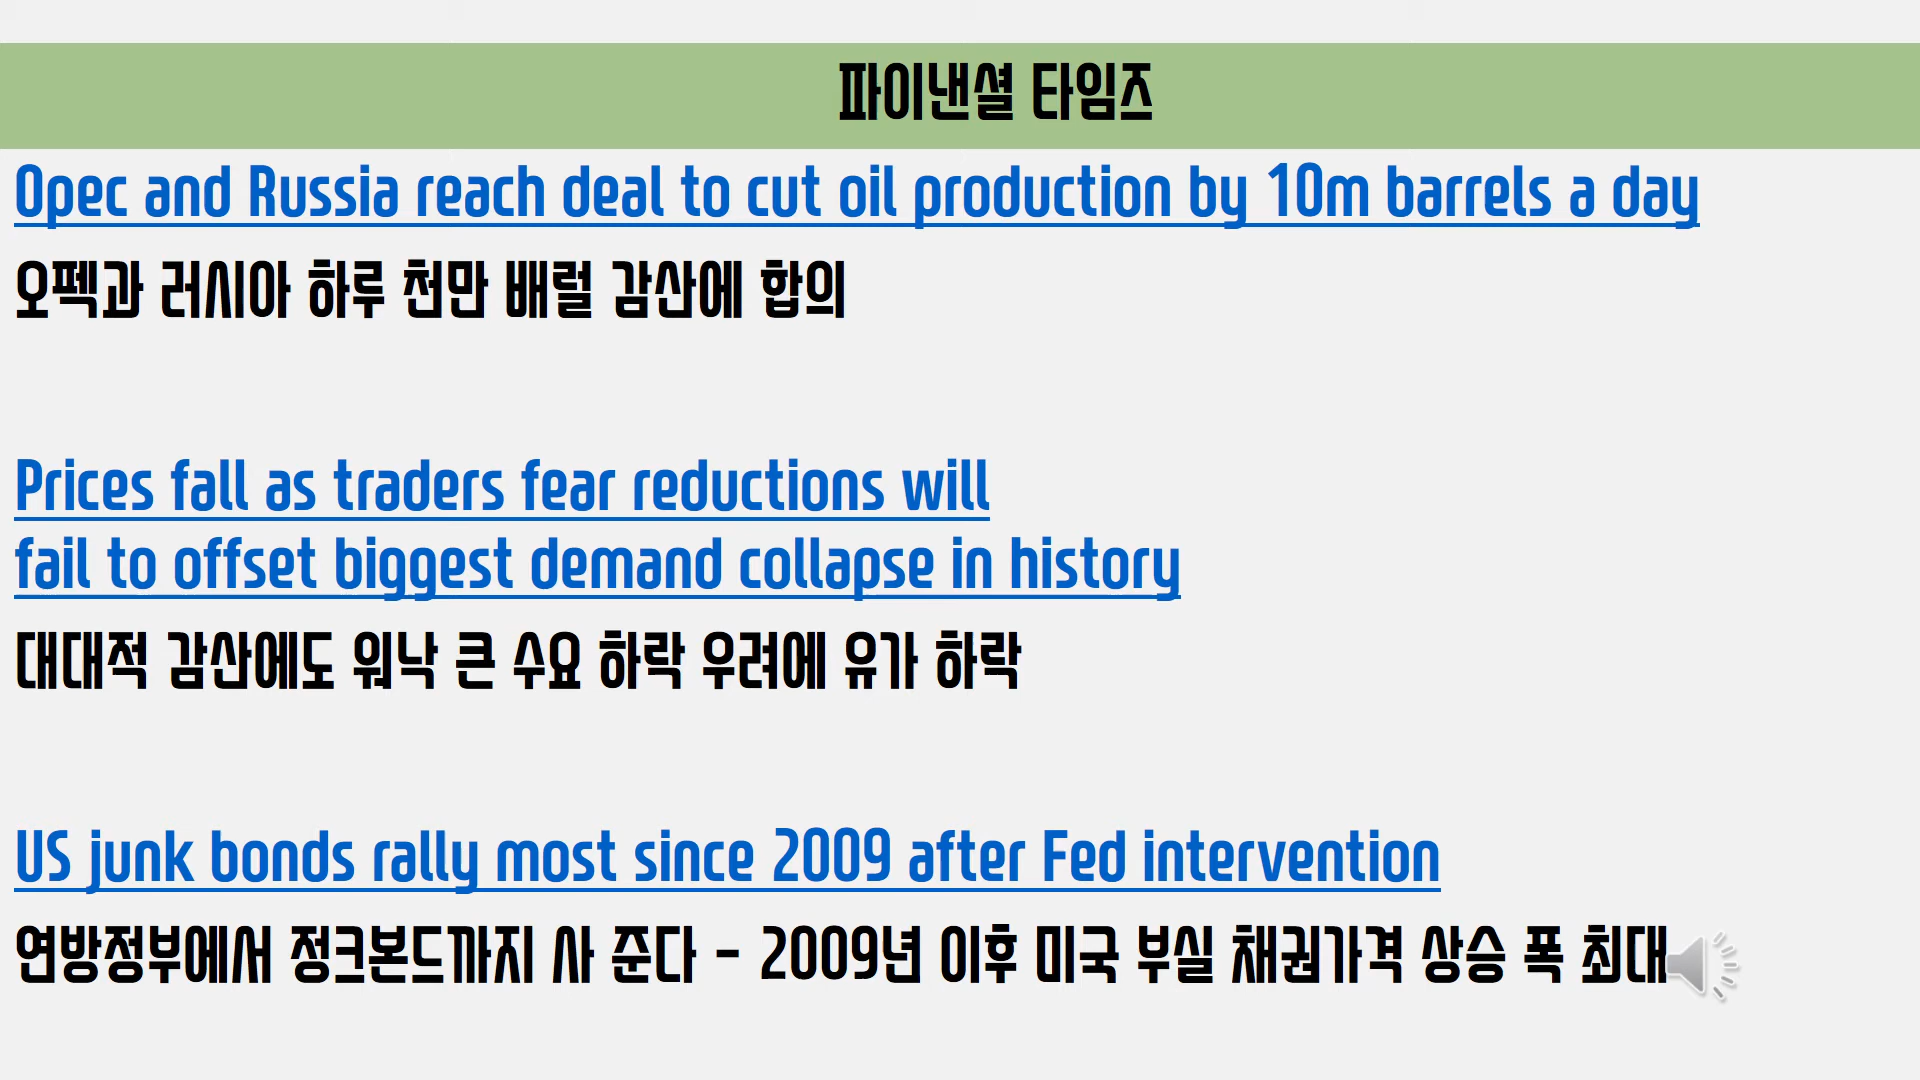 파이낸셜 타임즈
Opec and Russia reach deal to cut oil production by 10m barrels a day
오펙과 러시아 하루 천만 배럴 감산에 합의
Prices fall as traders fear reductions will
fail to offset biggest demand collapse in history
대대적 감산에도 워낙 큰 수요 하락 우려에 유가 하락
US junk bonds rally most since 2009 after Fed intervention
연방정부에서 정크본드까지 사 준다 - 2009년 이후 미국 부실 채권가격 상승 폭 최대